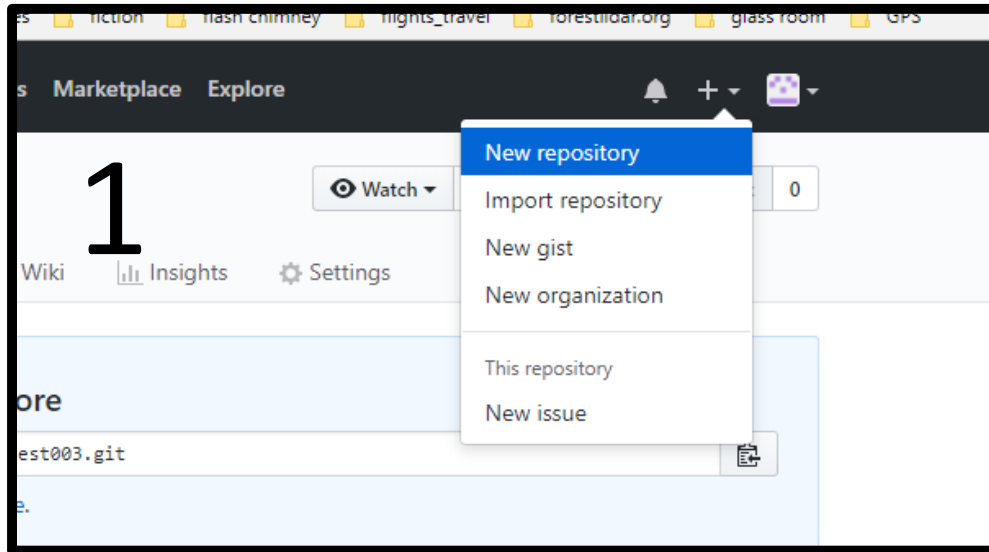 es fiction flash chimney flights_travel forestlidar.org glass room GPS
s Marketplace Explore
New repository
1
Watch
Import repository
0
New gist
Wiki Insights Settings
New organization
This repository
ore
New issue
est003.git
e.